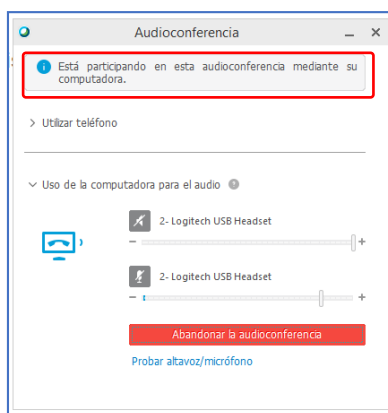 Audioconferencia
Está participando en esta audioconferencia mediante su
computadora.
Utilizar teléfono
Uso de la computadora para el audio
2- Logitech USB Headset
2- Logitech USB Headset
Abandonar la audioconferencia
Probar altavoz/micrófono